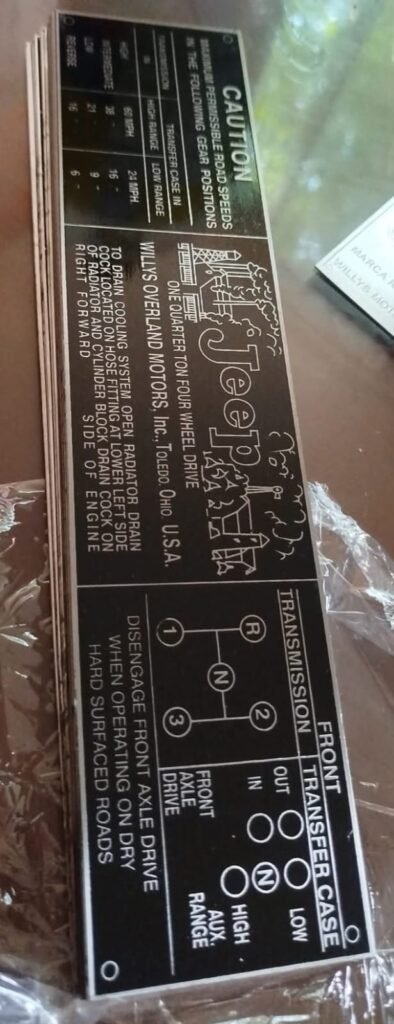 CAUTION
MAXIMUM PERMISSIBLE ROAD SPEEDS
IN THE FOLLOWING GEAR POSITIONS
TRANSMISSION IN
TRANSFER CASE IN
HIGH RANGE LOW RANGE
HIGH 60 MPH. 24 MPH.
INTERMEDIATE 38 - 16 -
LOW 21 - 9 -
REVERSE 16 - 6 -
Jeep
ONE QUARTER TON FOUR WHEEL DRIVE
WILLYS OVERLAND MOTORS, Inc., TOLEDO, OHIO, U.S.A.
TO DRAIN COOLING SYSTEM OPEN RADIATOR DRAIN
COCK LOCATED ON HOSE FITTING AT LOWER LEFT SIDE
OF RADIATOR AND CYLINDER BLOCK DRAIN COCK ON
RIGHT FORWARD SIDE OF ENGINE
FRONT
TRANSMISSION TRANSFER CASE
R 2
N
1 3
OUT LOW
IN N
HIGH
FRONT AXLE DRIVE
AUX. RANGE
DISENGAGE FRONT AXLE DRIVE
WHEN OPERATING ON DRY
HARD SURFACED ROADS
MARCA
WILLYS